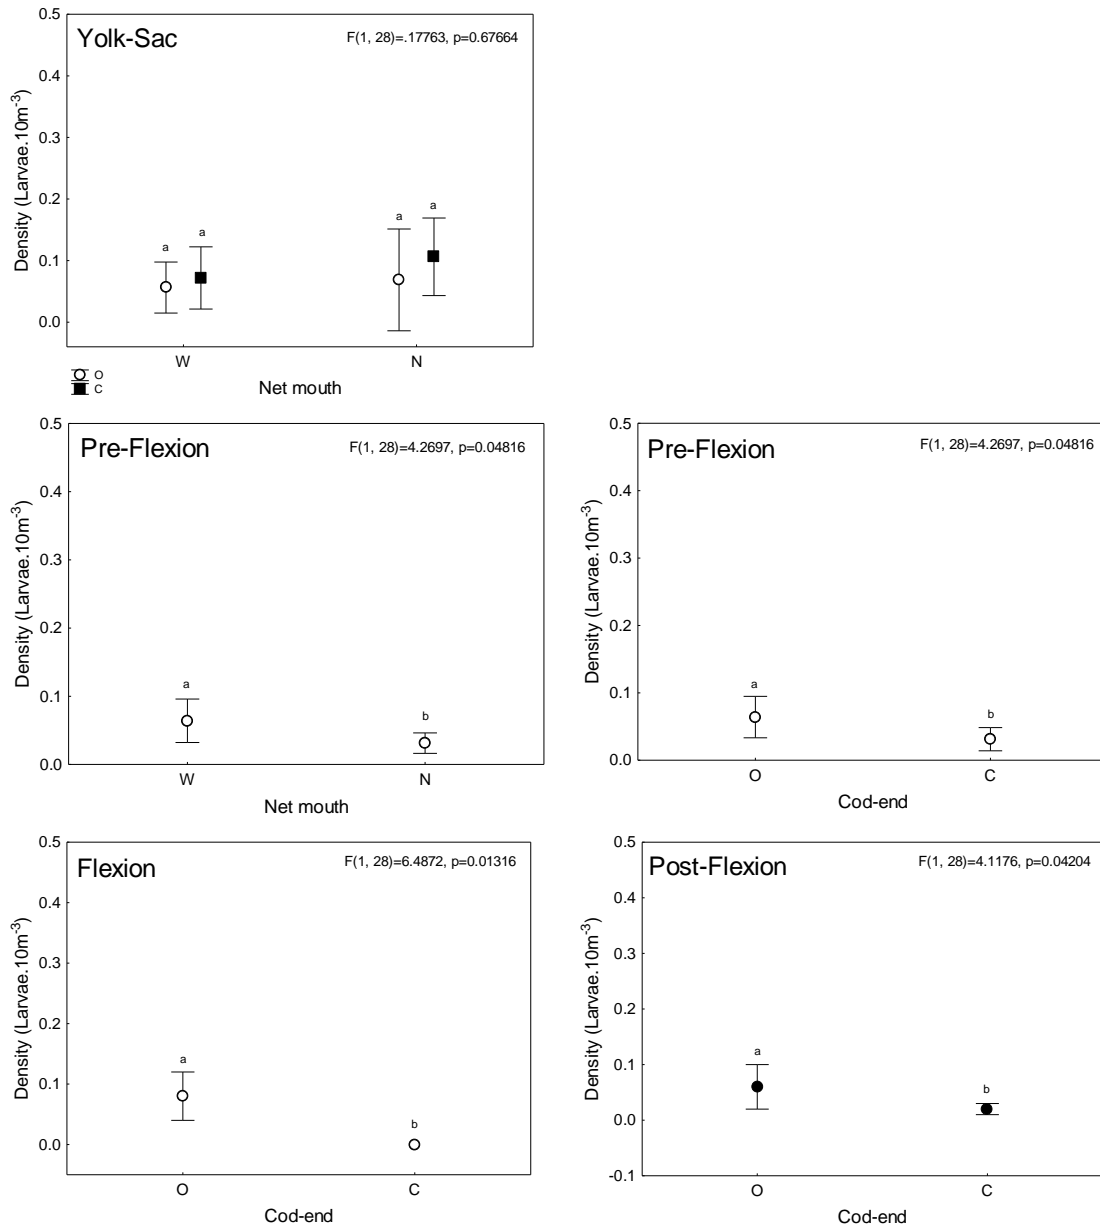 Yolk-Sac
F(1, 28)=.17763, p=0.67664
Density (Larvae.10m⁻³)
0.5
0.4
0.3
0.2
0.1
0.0
a
a
a
a
W
N
Net mouth
O
C
Pre-Flexion
F(1, 28)=4.2697, p=0.04816
Density (Larvae.10m⁻³)
0.5
0.4
0.3
0.2
0.1
0.0
a
b
W
N
Net mouth
Pre-Flexion
F(1, 28)=4.2697, p=0.04816
Density (Larvae.10m⁻³)
0.5
0.4
0.3
0.2
0.1
0.0
a
b
O
C
Cod-end
Flexion
F(1, 28)=6.4872, p=0.01316
Density (Larvae.10m⁻³)
0.5
0.4
0.3
0.2
0.1
0.0
a
b
O
C
Cod-end
Post-Flexion
F(1, 28)=4.1176, p=0.04204
Density (Larvae.10m⁻³)
0.5
0.4
0.3
0.2
0.1
0.0
-0.1
a
b
O
C
Cod-end